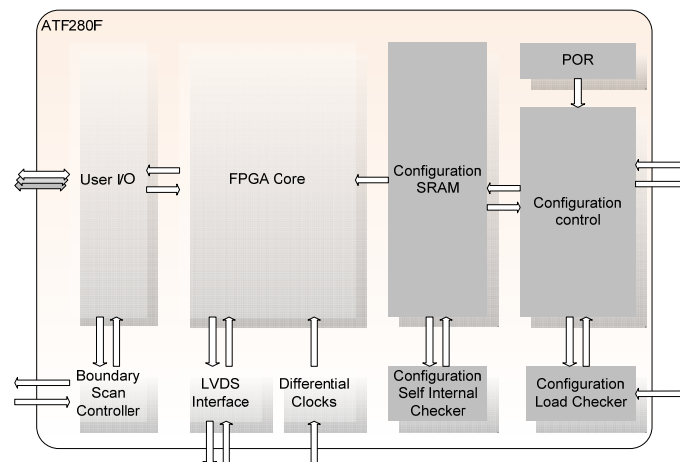 ATF280F
POR
User I/O
FPGA Core
Configuration
SRAM
Configuration
control
Boundary
Scan
Controller
LVDS
Interface
Differential
Clocks
Configuration
Self Internal
Checker
Configuration
Load Checker